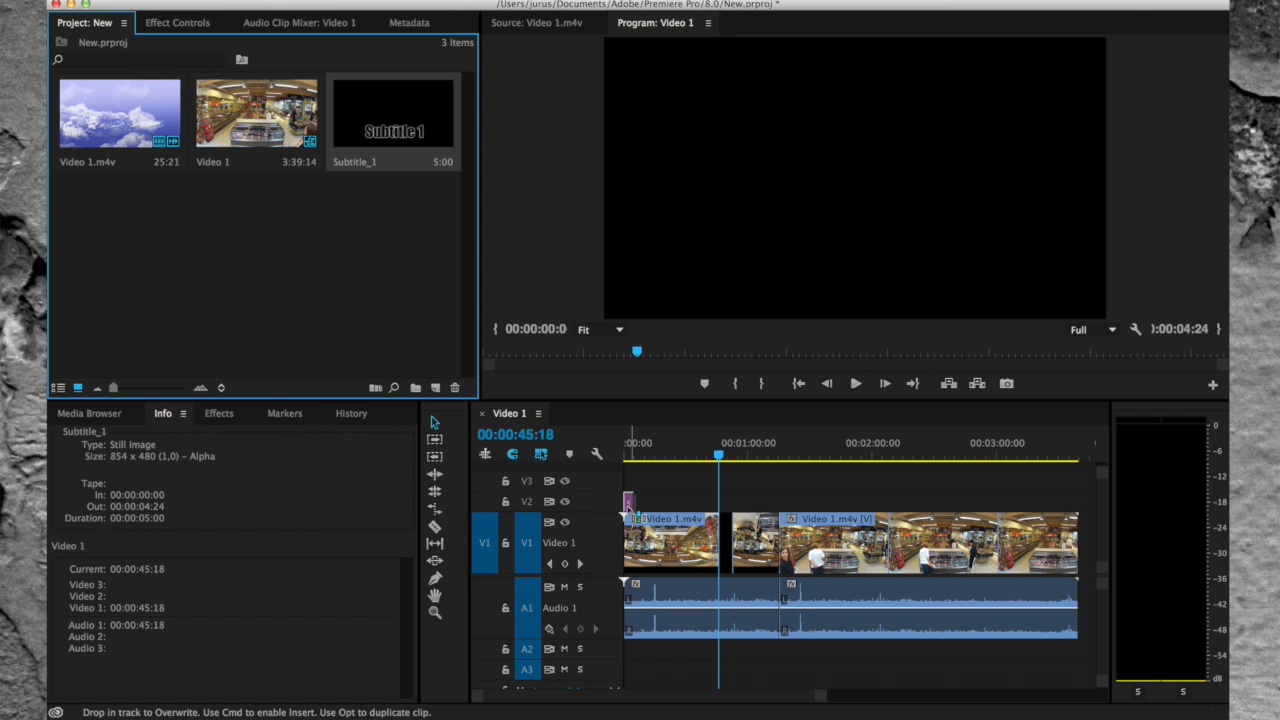 /Users/jurus/Documents/Adobe/Premiere Pro/8.0/New.prproj *
Project: New
Effect Controls
Audio Clip Mixer: Video 1
Metadata
Source: Video 1.m4v
Program: Video 1
New.prproj
3 Items
Subtitle 1
Video 1.m4v 25:21
Video 1 3:39:14
Subtitle_1 5:00
00:00:00:0
Fit
Full
):00:04:24
Media Browser
Info
Effects
Markers
History
Subtitle_1
Type: Still Image
Size: 854 x 480 (1,0) - Alpha
Tape:
In: 00:00:00:00
Out: 00:00:04:24
Duration: 00:00:05:00
Video 1
Current: 00:00:45:18
Video 3:
Video 2:
Video 1: 00:00:45:18
Audio 1: 00:00:45:18
Audio 2:
Audio 3:
× Video 1
00:00:45:18
:00:00 00:01:00:00 00:02:00:00 00:03:00:00
V3
V2
Video 1.m4v
fx Video 1.m4v [V]
V1 V1 Video 1
fx fx
M S
L L
A1 Audio 1
R R
A2 M S
A3 M S
0
-6
-12
-18
-24
-30
-36
-42
-48
-54
dB
S S
Drop in track to Overwrite. Use Cmd to enable Insert. Use Opt to duplicate clip.